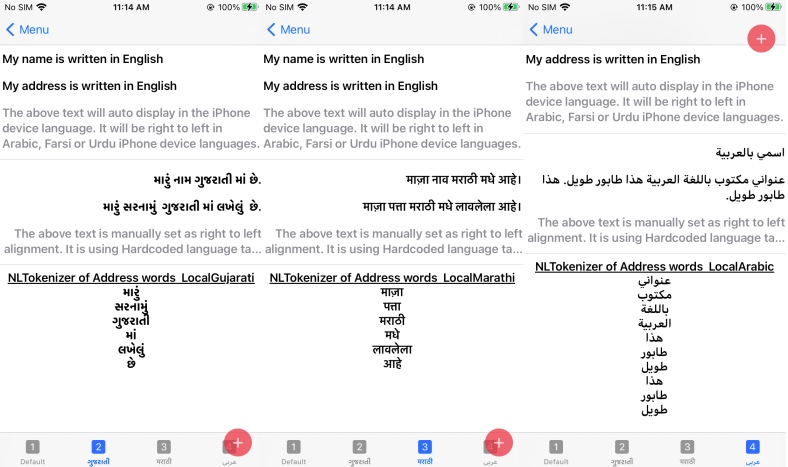 No SIM 11:14 AM 100%
Menu
My name is written in English
My address is written in English
The above text will auto display in the iPhone
device language. It will be right to left in
Arabic, Farsi or Urdu iPhone device languages.
મારું નામ ગુજરાતી માં છે.
મારું સરનામું ગુજરાતી માં લખેલું છે.
The above text is manually set as right to left
alignment. It is using Hardcoded language ta...
NLTokenizer of Address words LocalGujarati
મારું
સરનામું
ગુજરાતી
માં
લખેલું
છે
1 2 3
Default ગુજરાતી मराठी عربى
No SIM 11:14 AM 100%
Menu
My name is written in English
My address is written in English
The above text will auto display in the iPhone
device language. It will be right to left in
Arabic, Farsi or Urdu iPhone device languages.
माज़ा नाव मराठी मधे आहे।
माज़ा पत्ता मराठी मधे लावलेला आहे।
The above text is manually set as right to left
alignment. It is using Hardcoded language ta...
NLTokenizer of Address words LocalMarathi
माज़ा
पत्ता
मराठी
मधे
लावलेला
आहे
1 2 3
Default ગુજરાતી मराठी عربى
No SIM 11:15 AM 100%
Menu
My address is written in English
The above text will auto display in the iPhone
device language. It will be right to left in
Arabic, Farsi or Urdu iPhone device languages.
اسمي بالعربية
عنواني مكتوب باللغة العربية هذا طابور طويل. هذا
طابور طويل.
The above text is manually set as right to left
alignment. It is using Hardcoded language ta...
NLTokenizer of Address words LocalArabic
عنواني
مكتوب
باللغة
العربية
هذا
طابور
طويل
هذا
طابور
طويل
1 2 3 4
Default ગુજરાતી मराठी عربى